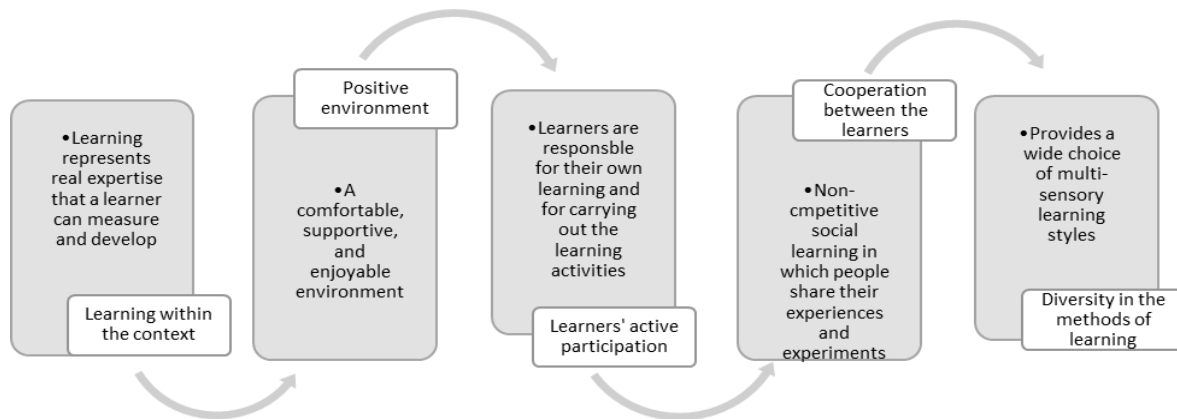 •Learning
represents
real expertise
that a learner
can measure
and develop
Learning within
the context
Positive
environment
•A
comfortable,
supportive,
and
enjoyable
environment
•Learners are
responsble
for their own
learning and
for carrying
out the
learning
activities
Learners' active
participation
Cooperation
between the
learners
•Non-
cmpetitive
social
learning in
which people
share their
experiences
and
experiments
•Provides a
wide choice
of multi-
sensory
learning
styles
Diversity in the
methods of
learning